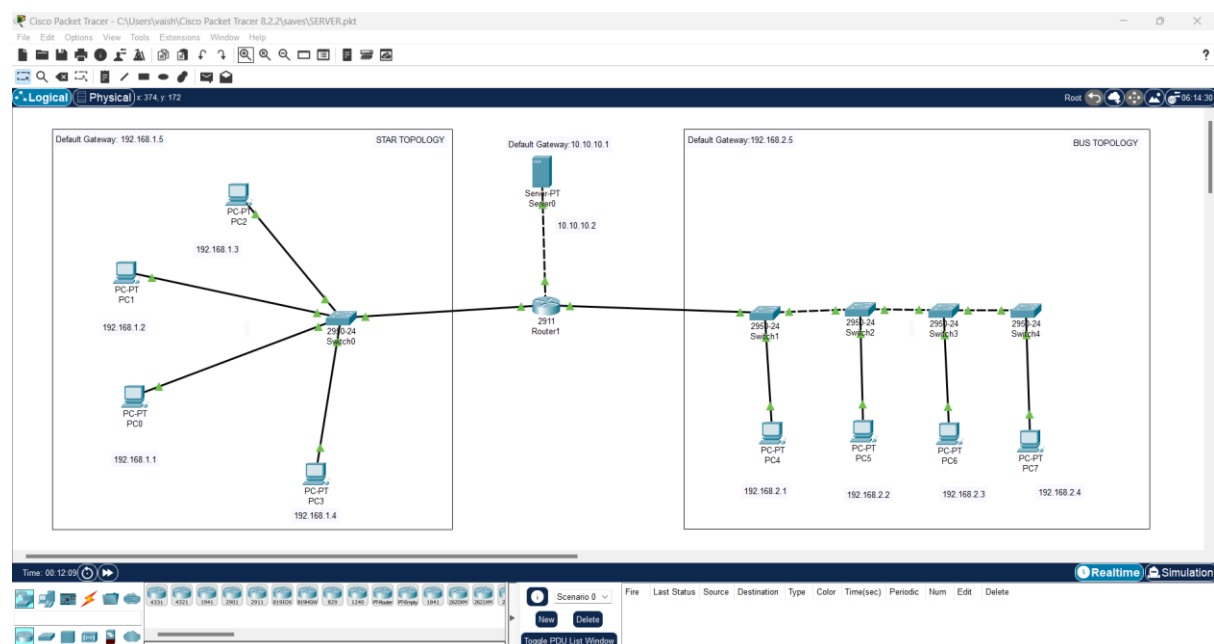 Cisco Packet Tracer - C:\Users\vaish\Cisco Packet Tracer 8.2.2\saves\SERVER.pkt
File Edit Options View Tools Extensions Window Help
?
Logical Physical x: 374, y: 172 Root 06:14:30
Default Gateway: 192.168.1.5 STAR TOPOLOGY
Default Gateway:10.10.10.1
Default Gateway:192.168.2.5 BUS TOPOLOGY
Server-PT
Server0
10.10.10.2
PC-PT
PC2
192.168.1.3
PC-PT
PC1
192.168.1.2
2950-24
Switch0
2911
Router1
2950-24
Switch1
2950-24
Switch2
2950-24
Switch3
2950-24
Switch4
PC-PT
PC0
192.168.1.1
PC-PT
PC3
192.168.1.4
PC-PT
PC4
PC-PT
PC5
PC-PT
PC6
PC-PT
PC7
192.168.2.1
192.168.2.2
192.168.2.3
192.168.2.4
Time: 00:12:09 Realtime Simulation
4331 4321 1941 2901 2911 819IOX 819HGW 829 1240 PT-Router PT-Empty 1841 2620XM 2621XM
Scenario 0
New Delete
Toggle PDU List Window
Fire Last Status Source Destination Type Color Time(sec) Periodic Num Edit Delete